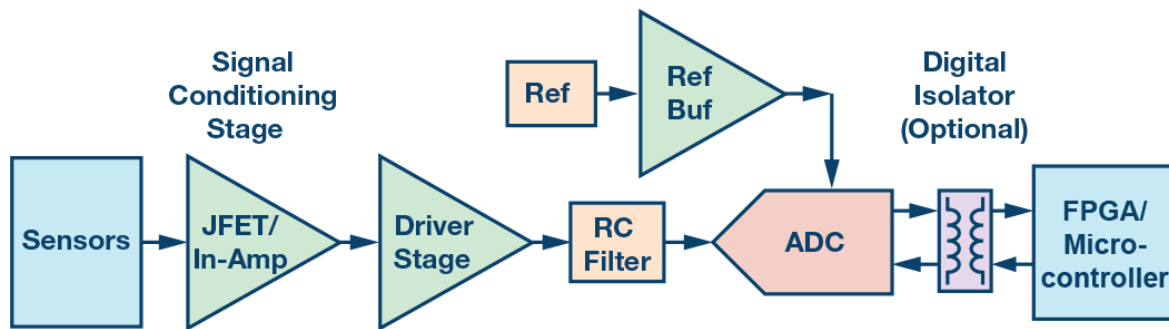 Signal
Conditioning
Stage
Ref
Ref
Buf
Digital
Isolator
(Optional)
Sensors
JFET/
In-Amp
Driver
Stage
RC
Filter
ADC
FPGA/
Micro-
controller